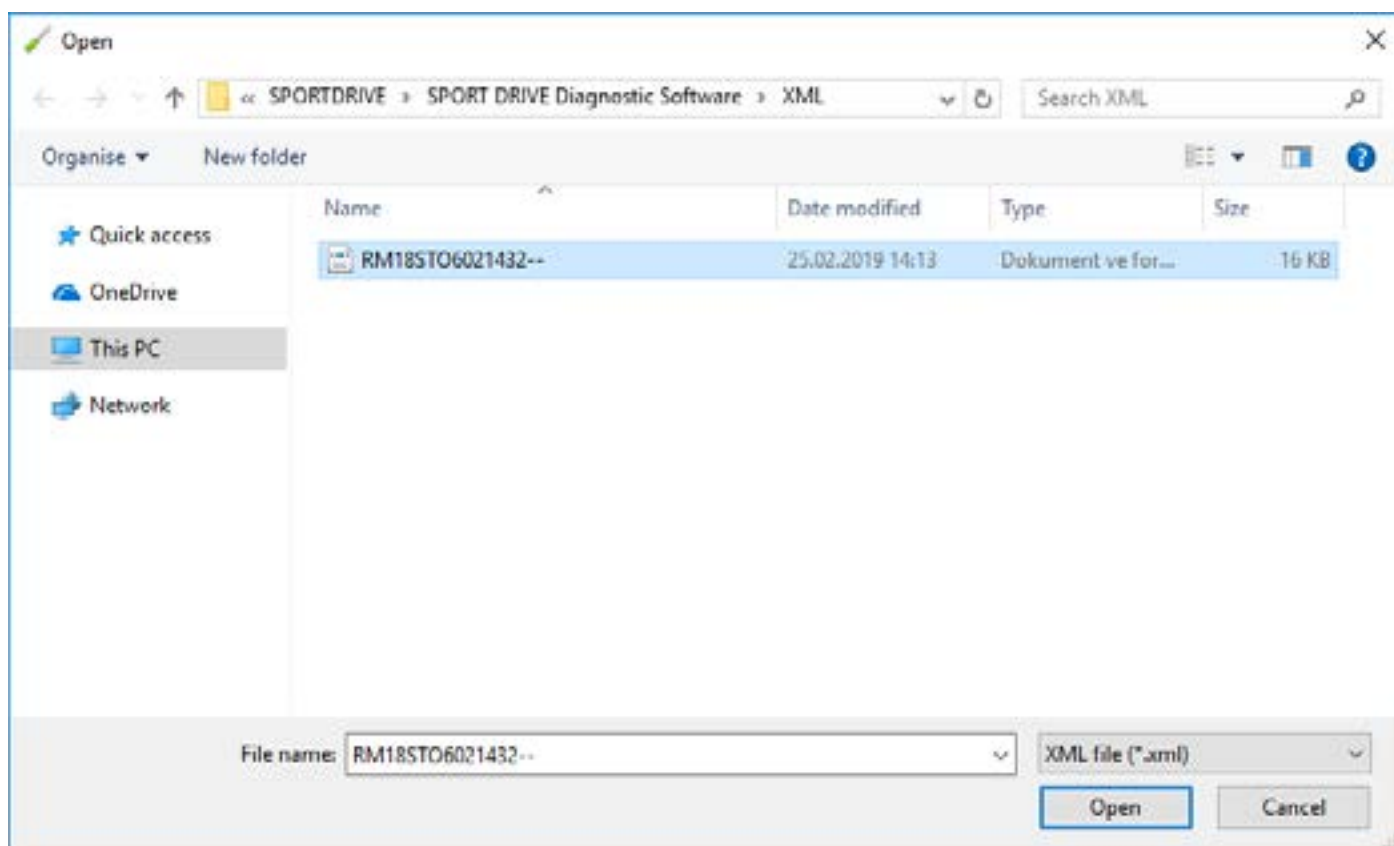 Open
« SPORTDRIVE › SPORT DRIVE Diagnostic Software › XML
Search XML
Organise
New folder
Name
Date modified
Type
Size
Quick access
RM18STO6021432--
25.02.2019 14:13
Dokument ve for...
16 KB
OneDrive
This PC
Network
File name:
RM18STO6021432--
XML file (*.xml)
Open
Cancel